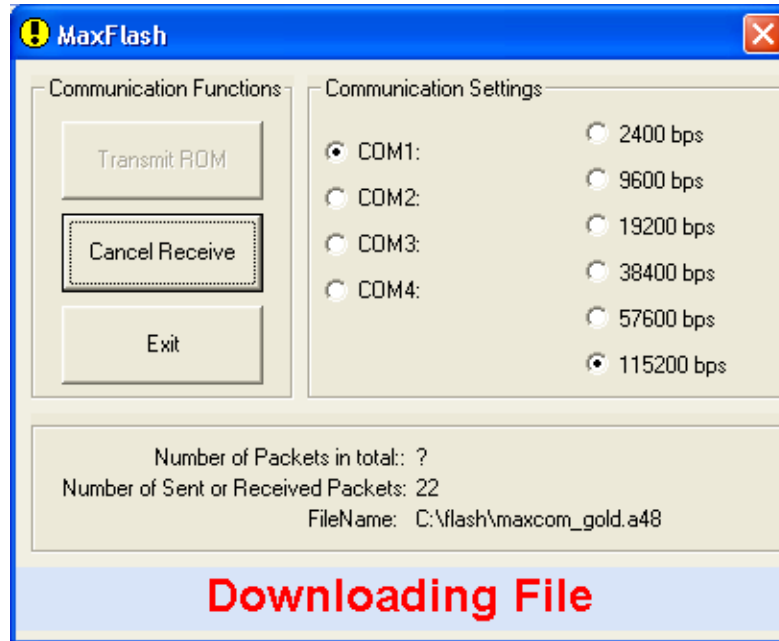 MaxFlash
Communication Functions
Transmit ROM
Cancel Receive
Exit
Communication Settings
COM1:
COM2:
COM3:
COM4:
2400 bps
9600 bps
19200 bps
38400 bps
57600 bps
115200 bps
Number of Packets in total:: ?
Number of Sent or Received Packets: 22
FileName: C:\flash\maxcom_gold.a48
Downloading File